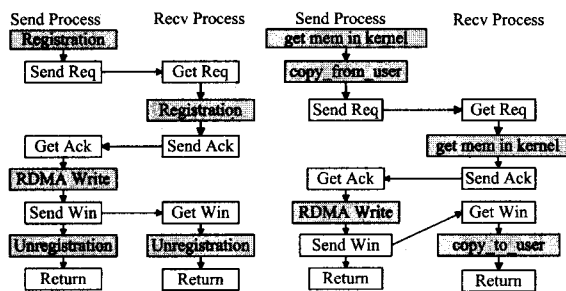 Send Process Recv Process Send Process Recv Process
Registration get mem in kernel
Send Req Get Req copy_from_user
Registration Send Req Get Req
get mem in kernel
Get Ack Send Ack
Get Ack Send Ack
RDMA Write
RDMA Write Get Win
Send Win Get Win
Send Win copy_to_user
Unregistration Unregistration
Return Return Return Return